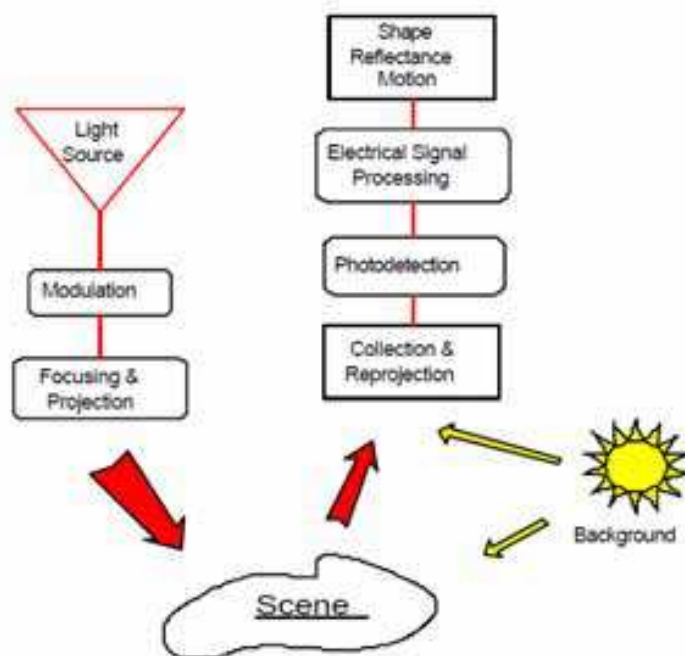 Light
Source
Modulation
Focusing &
Projection
Shape
Reflectance
Motion
Electrical Signal
Processing
Photodetection
Collection &
Reprojection
Background
Scene